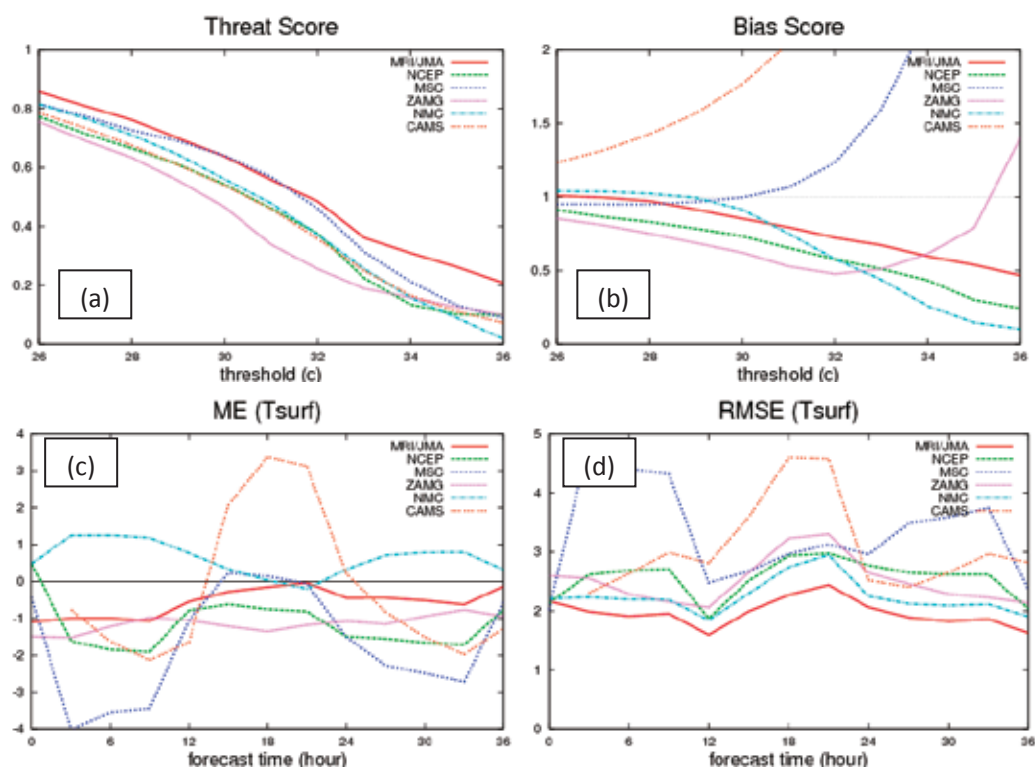 Threat Score
MRI/JMA
NCEP
MSC
ZAMG
NMC
CAMS
1
0.8
0.6
0.4
0.2
0
(a)
26 28 30 32 34 36
threshold (c)
Bias Score
MRI/JMA
NCEP
MSC
ZAMG
NMC
CAMS
2
1.5
1
0.5
0
(b)
26 28 30 32 34 36
threshold (c)
ME (Tsurf)
MRI/JMA
NCEP
MSC
ZAMG
NMC
CAMS
4
3
2
1
0
-1
-2
-3
-4
(c)
0 6 12 18 24 30 36
forecast time (hour)
RMSE (Tsurf)
MRI/JMA
NCEP
MSC
ZAMG
NMC
CAMS
5
4
3
2
1
0
(d)
0 6 12 18 24 30 36
forecast time (hour)